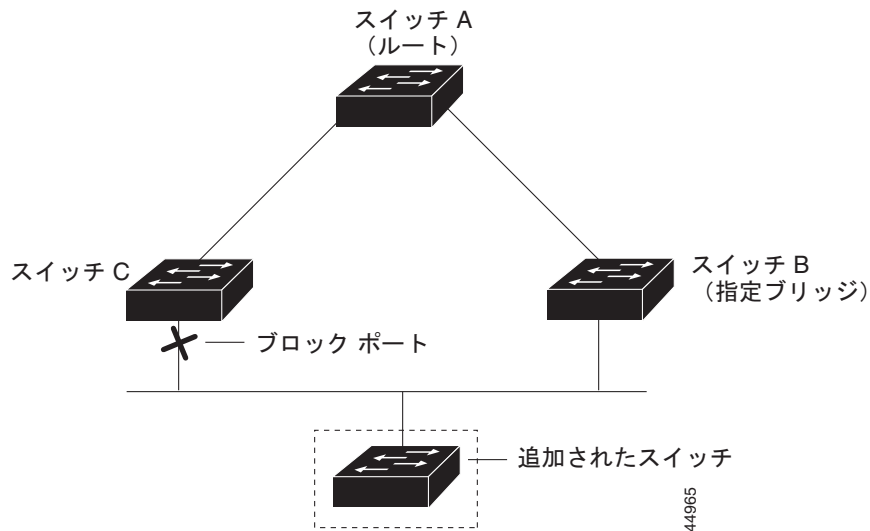 スイッチ A
(ルート)
スイッチ C
スイッチ B
(指定ブリッジ)
ブロック ポート
追加されたスイッチ
44965